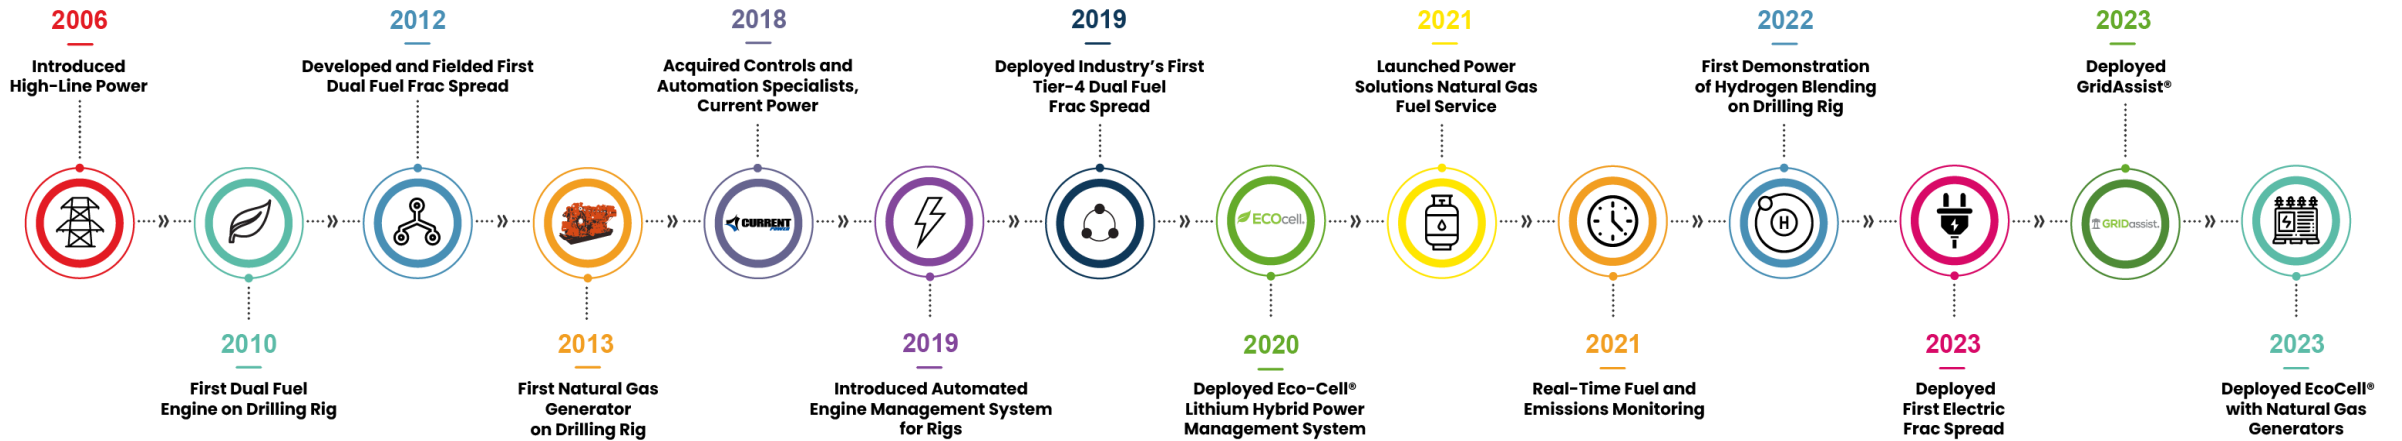 2006
Introduced
High-Line Power
2010
First Dual Fuel
Engine on Drilling Rig
2012
Developed and Fielded First
Dual Fuel Frac Spread
2013
First Natural Gas
Generator
on Drilling Rig
2018
Acquired Controls and
Automation Specialists,
Current Power
CURRENT
POWER
2019
Introduced Automated
Engine Management System
for Rigs
2019
Deployed Industry's First
Tier-4 Dual Fuel
Frac Spread
ECOcell.
2020
Deployed Eco-Cell®
Lithium Hybrid Power
Management System
2021
Launched Power
Solutions Natural Gas
Fuel Service
2021
Real-Time Fuel and
Emissions Monitoring
2022
First Demonstration
of Hydrogen Blending
on Drilling Rig
H
2023
Deployed
First Electric
Frac Spread
2023
Deployed
GridAssist®
GRIDassist.
2023
Deployed EcoCell®
with Natural Gas
Generators